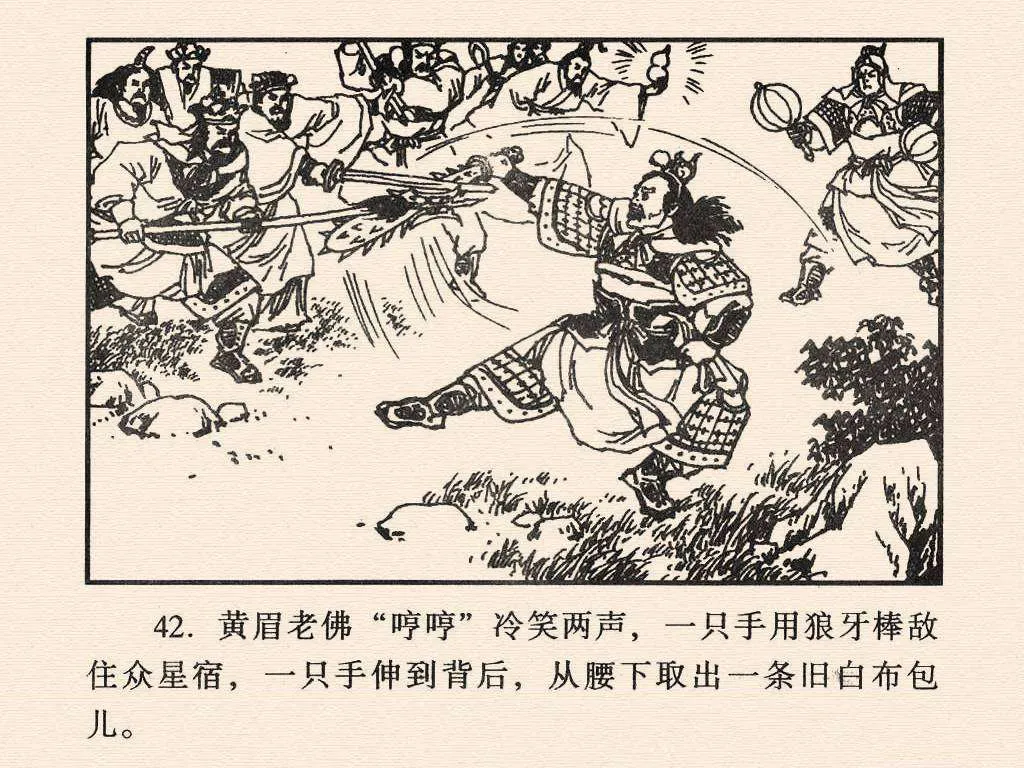 42. 黄眉老佛“哼哼”冷笑两声，一只手用狼牙棒敌
住众星宿，一只手伸到背后，从腰下取出一条旧白布包
儿。